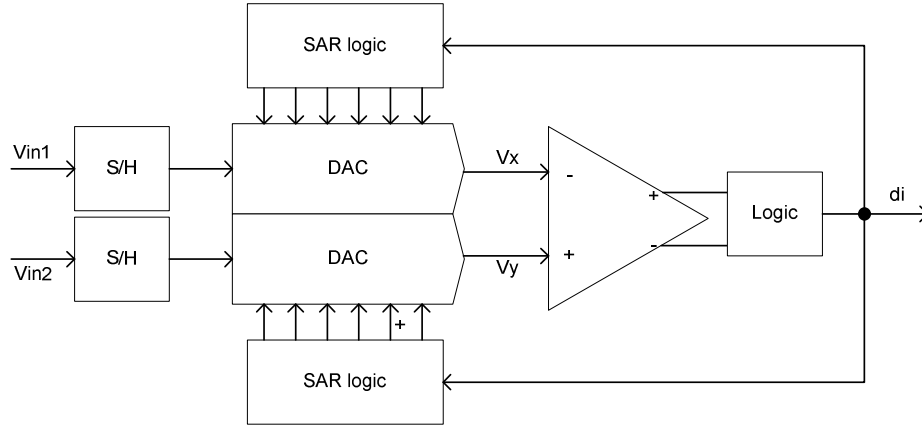 SAR logic
Vin1
S/H
DAC
Vx
-
+
Logic
di
Vin2
S/H
DAC
Vy
+
-
+
SAR logic